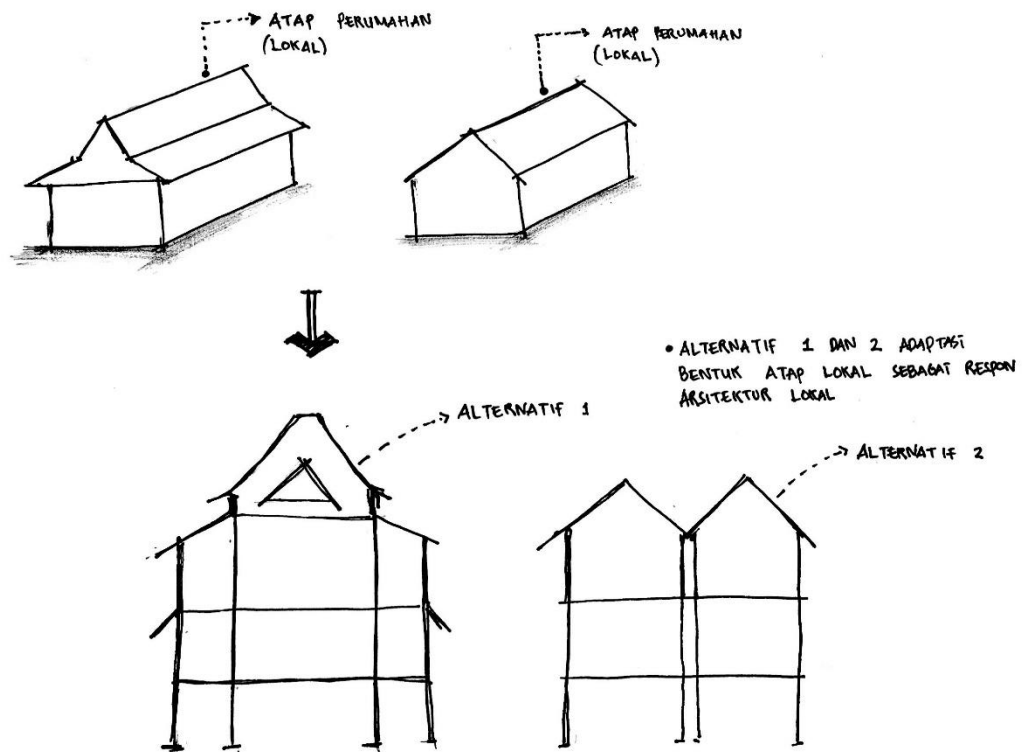 ATAP PERUMAHAN
(LOKAL)
ATAP PERUMAHAN
(LOKAL)
• ALTERNATIF 1 DAN 2 ADAPTASI
BENTUK ATAP LOKAL SEBAGAI RESPON
ARSITEKTUR LOKAL
ALTERNATIF 1
ALTERNATIF 2